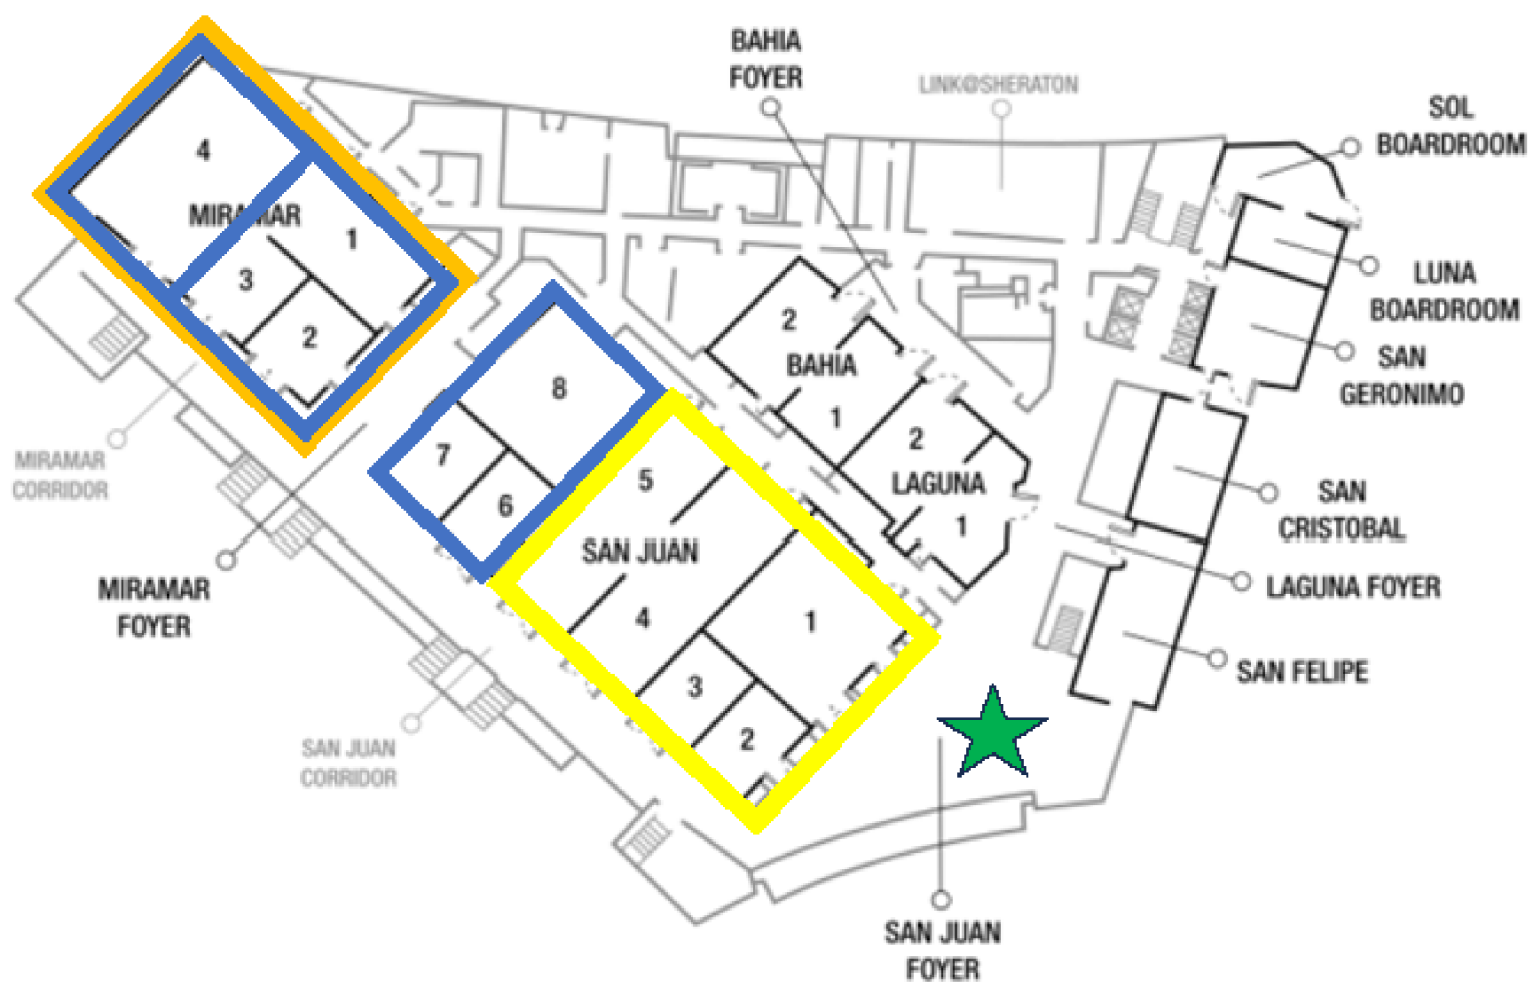 BAHIA
FOYER
LINK@SHERATON
SOL
BOARDROOM
4
MIRAMAR
1
3
2
LUNA
BOARDROOM
2
BAHIA
1
SAN
GERONIMO
8
7
6
2
LAGUNA
1
MIRAMAR
CORRIDOR
5
SAN JUAN
4
SAN
CRISTOBAL
MIRAMAR
FOYER
1
LAGUNA FOYER
3
2
SAN FELIPE
SAN JUAN
CORRIDOR
SAN JUAN
FOYER